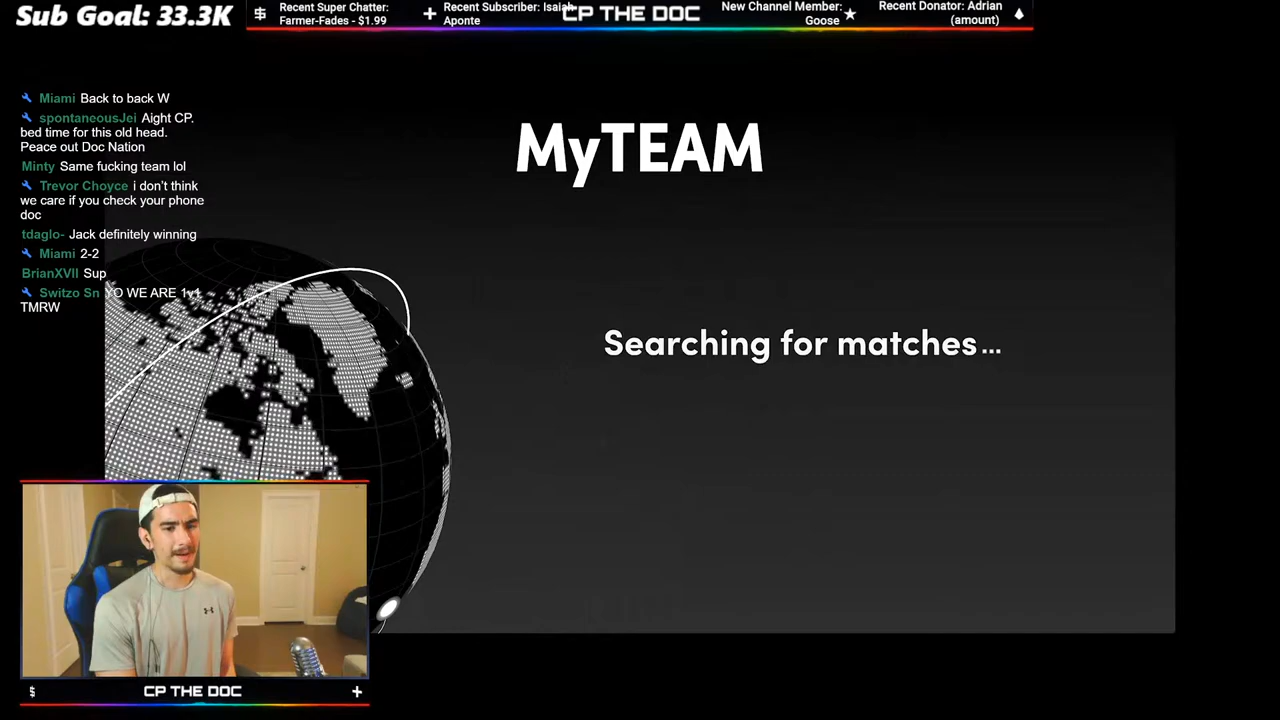 Sub Goal: 33.3K
Recent Super Chatter:
Farmer-Fades - $1.99
Recent Subscriber: Isaiah
Aponte
CP THE DOC
New Channel Member:
Goose
Recent Donator: Adrian
(amount)
Miami Back to back W
spontaneousJei Aight CP.
bed time for this old head.
Peace out Doc Nation
Minty Same fucking team lol
Trevor Choyce i don't think
we care if you check your phone
doc
tdaglo- Jack definitely winning
Miami 2-2
BrianXVII Sup
Switzo Sn YO WE ARE 1v1
TMRW
MyTEAM
Searching for matches...
$ CP THE DOC +